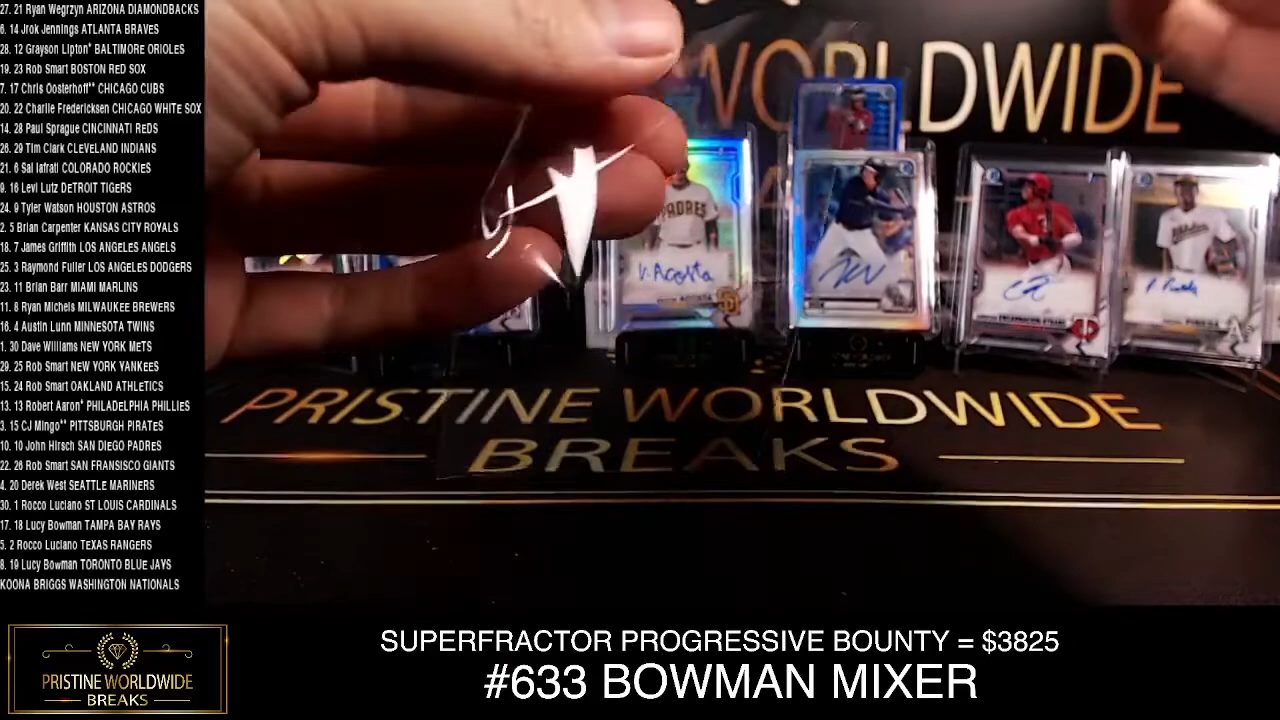 27. 21 Ryan Wegrzyn ARIZONA DIAMONDBACKS
6. 14 Jrok Jennings ATLANTA BRAVES
28. 12 Grayson Lipton* BALTIMORE ORIOLES
19. 23 Rob Smart BOSTON RED SOX
7. 17 Chris Oosterhoff** CHICAGO CUBS
20. 22 Charlie Fredericksen CHICAGO WHITE SOX
14. 28 Paul Sprague CINCINNATI REDS
26. 29 Tim Clark CLEVELAND INDIANS
21. 6 Sal Iafrati COLORADO ROCKIES
9. 16 Levi Lutz DETROIT TIGERS
24. 9 Tyler Watson HOUSTON ASTROS
2. 5 Brian Carpenter KANSAS CITY ROYALS
18. 7 James Griffith LOS ANGELES ANGELS
25. 3 Raymond Fuller LOS ANGELES DODGERS
23. 11 Brian Barr MIAMI MARLINS
11. 8 Ryan Michels MILWAUKEE BREWERS
16. 4 Austin Lunn MINNESOTA TWINS
1. 30 Dave Williams NEW YORK METS
29. 25 Rob Smart NEW YORK YANKEES
15. 24 Rob Smart OAKLAND ATHLETICS
13. 13 Robert Aaron* PHILADELPHIA PHILLIES
3. 15 CJ Mingo** PITTSBURGH PIRATES
10. 10 John Hirsch SAN DIEGO PADRES
22. 26 Rob Smart SAN FRANSISCO GIANTS
4. 20 Derek West SEATTLE MARINERS
30. 1 Rocco Luciano ST LOUIS CARDINALS
17. 18 Lucy Bowman TAMPA BAY RAYS
5. 2 Rocco Luciano TEXAS RANGERS
8. 19 Lucy Bowman TORONTO BLUE JAYS
KOONA BRIGGS WASHINGTON NATIONALS
WORLDWIDE
PADRES
V. Acosta
ACOSTA
PRISTINE WORLDWIDE
BREAKS
PRISTINE WORLDWIDE
BREAKS
SUPERFRACTOR PROGRESSIVE BOUNTY = $3825
#633 BOWMAN MIXER